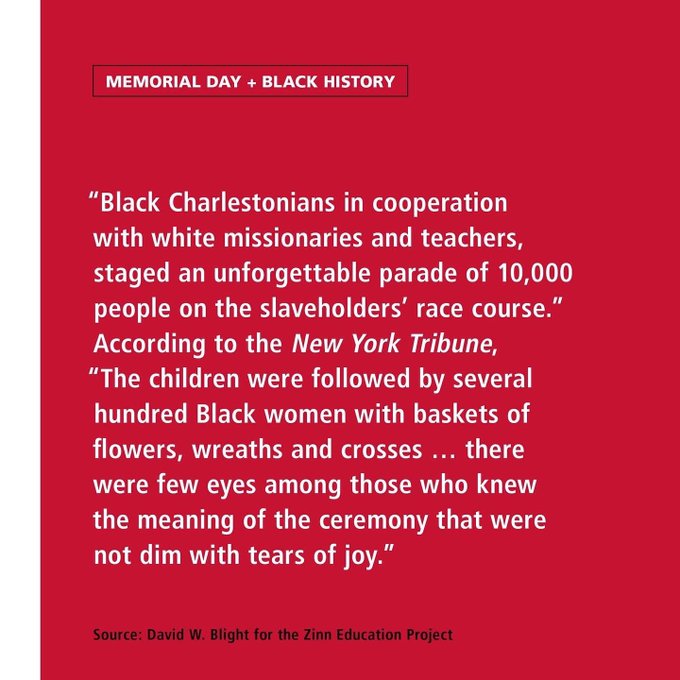 MEMORIAL DAY + BLACK HISTORY
“Black Charlestonians in cooperation
with white missionaries and teachers,
staged an unforgettable parade of 10,000
people on the slaveholders’ race course.”
According to the New York Tribune,
“The children were followed by several
hundred Black women with baskets of
flowers, wreaths and crosses … there
were few eyes among those who knew
the meaning of the ceremony that were
not dim with tears of joy.”
Source: David W. Blight for the Zinn Education Project